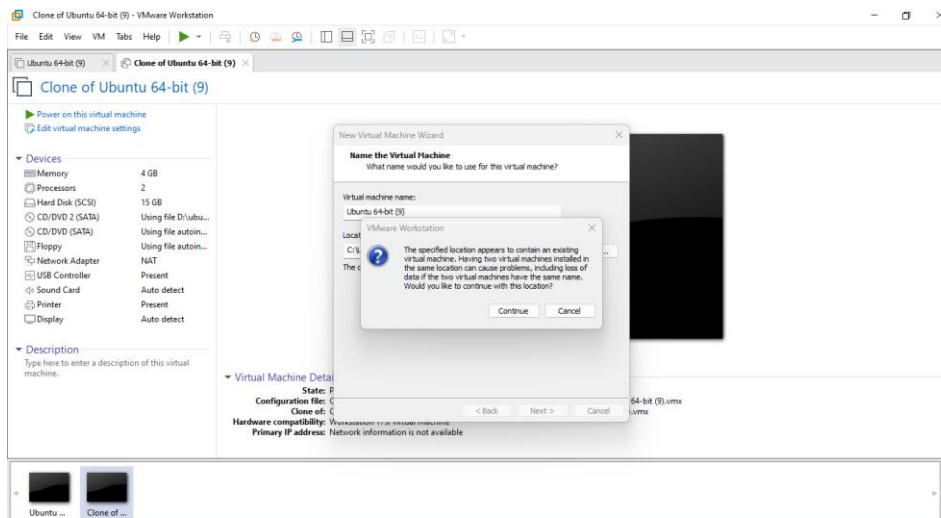 Clone of Ubuntu 64-bit (9) - VMware Workstation
File Edit View VM Tabs Help
Ubuntu 64-bit (9) Clone of Ubuntu 64-bit (9)
Clone of Ubuntu 64-bit (9)
Power on this virtual machine
Edit virtual machine settings
Devices
Memory 4 GB
Processors 2
Hard Disk (SCSI) 15 GB
CD/DVD 2 (SATA) Using file D:\ubu...
CD/DVD (SATA) Using file autoin...
Floppy Using file autoin...
Network Adapter NAT
USB Controller Present
Sound Card Auto detect
Printer Present
Display Auto detect
Description
Type here to enter a description of this virtual
machine.
New Virtual Machine Wizard
Name the Virtual Machine
What name would you like to use for this virtual machine?
Virtual machine name:
Ubuntu 64-bit (9)
Locat
C:\
The d
VMware Workstation
The specified location appears to contain an existing
virtual machine. Having two virtual machines installed in
the same location can cause problems, including loss of
data if the two virtual machines have the same name.
Would you like to continue with this location?
Continue Cancel
< Back Next > Cancel
Virtual Machine Detai
State: P
Configuration file: C 64-bit (9).vmx
Clone of: C .vmx
Hardware compatibility: Workstation 17.x virtual machine
Primary IP address: Network information is not available
Ubuntu ... Clone of ...